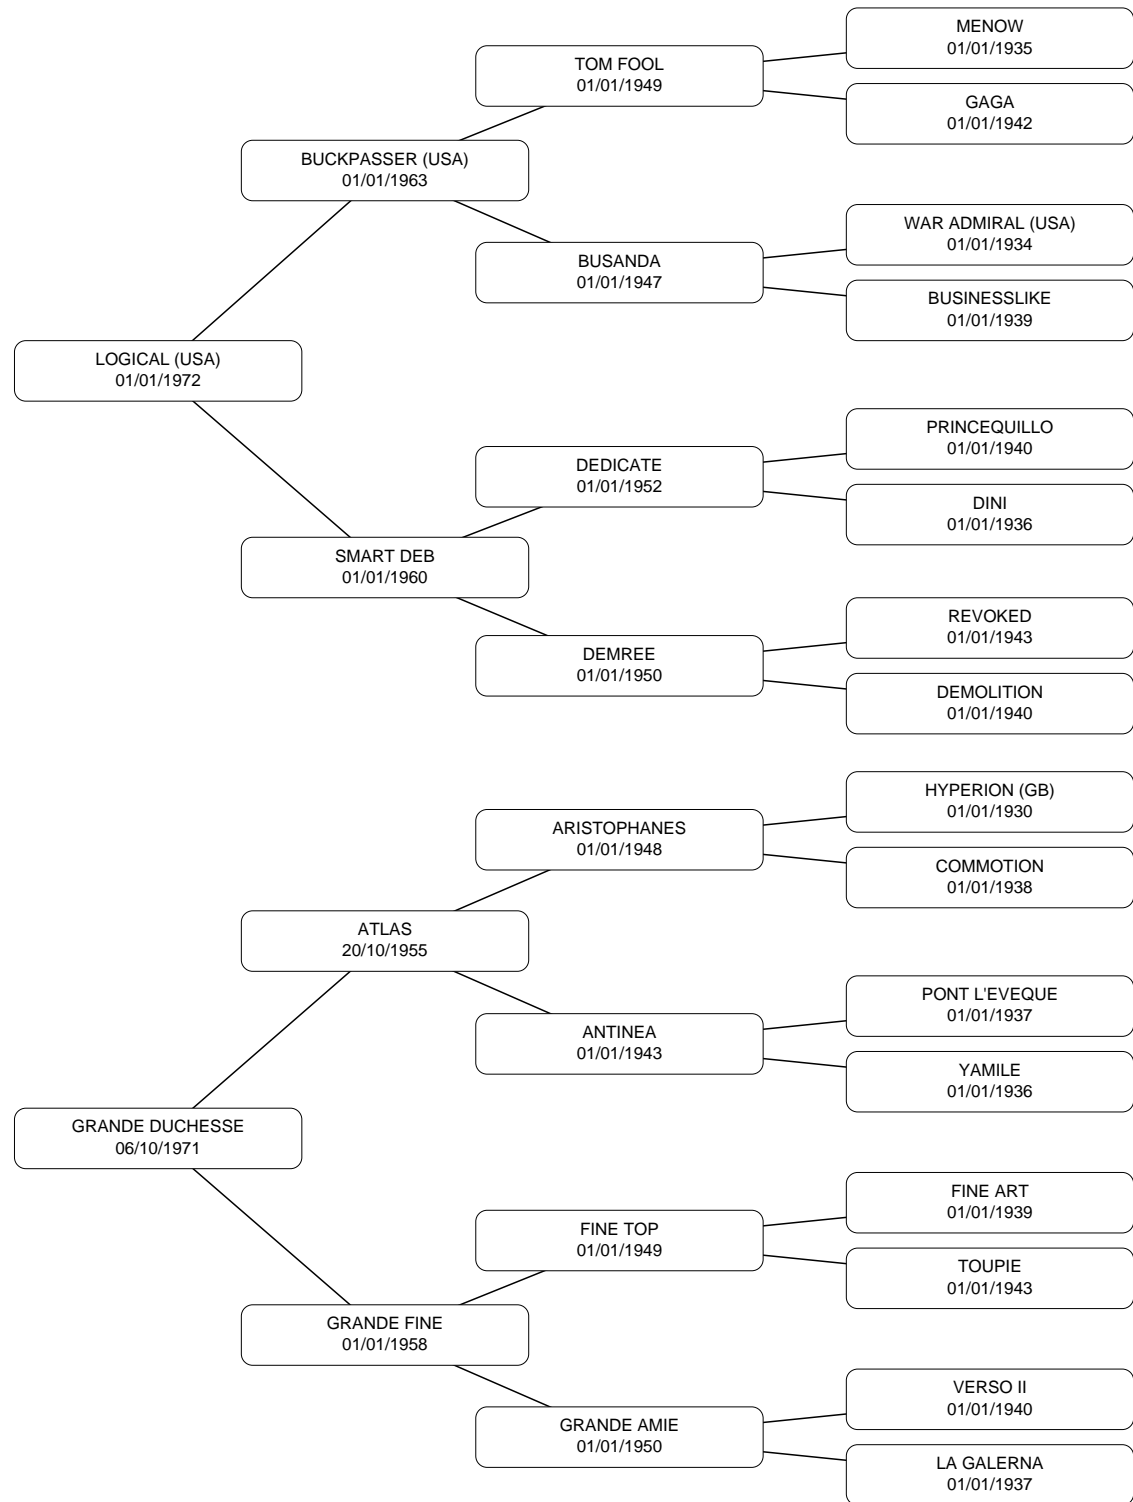 MENOW
01/01/1935
TOM FOOL
01/01/1949
GAGA
01/01/1942
BUCKPASSER (USA)
01/01/1963
WAR ADMIRAL (USA)
01/01/1934
BUSANDA
01/01/1947
BUSINESSLIKE
01/01/1939
LOGICAL (USA)
01/01/1972
PRINCEQUILLO
01/01/1940
DEDICATE
01/01/1952
DINI
01/01/1936
SMART DEB
01/01/1960
REVOKED
01/01/1943
DEMREE
01/01/1950
DEMOLITION
01/01/1940
HYPERION (GB)
01/01/1930
ARISTOPHANES
01/01/1948
COMMOTION
01/01/1938
ATLAS
20/10/1955
PONT L'EVEQUE
01/01/1937
ANTINEA
01/01/1943
YAMILE
01/01/1936
GRANDE DUCHESSE
06/10/1971
FINE ART
01/01/1939
FINE TOP
01/01/1949
TOUPIE
01/01/1943
GRANDE FINE
01/01/1958
VERSO II
01/01/1940
GRANDE AMIE
01/01/1950
LA GALERNA
01/01/1937